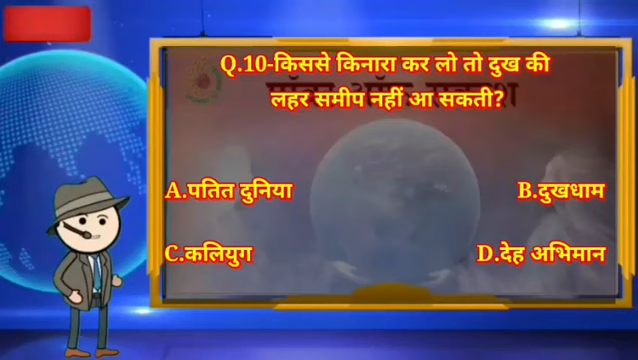 Q.10-किससे किनारा कर लो तो दुख की
लहर समीप नहीं आ सकती?
A.पतित दुनिया
B.दुखधाम
C.कलियुग
D.देह अभिमान